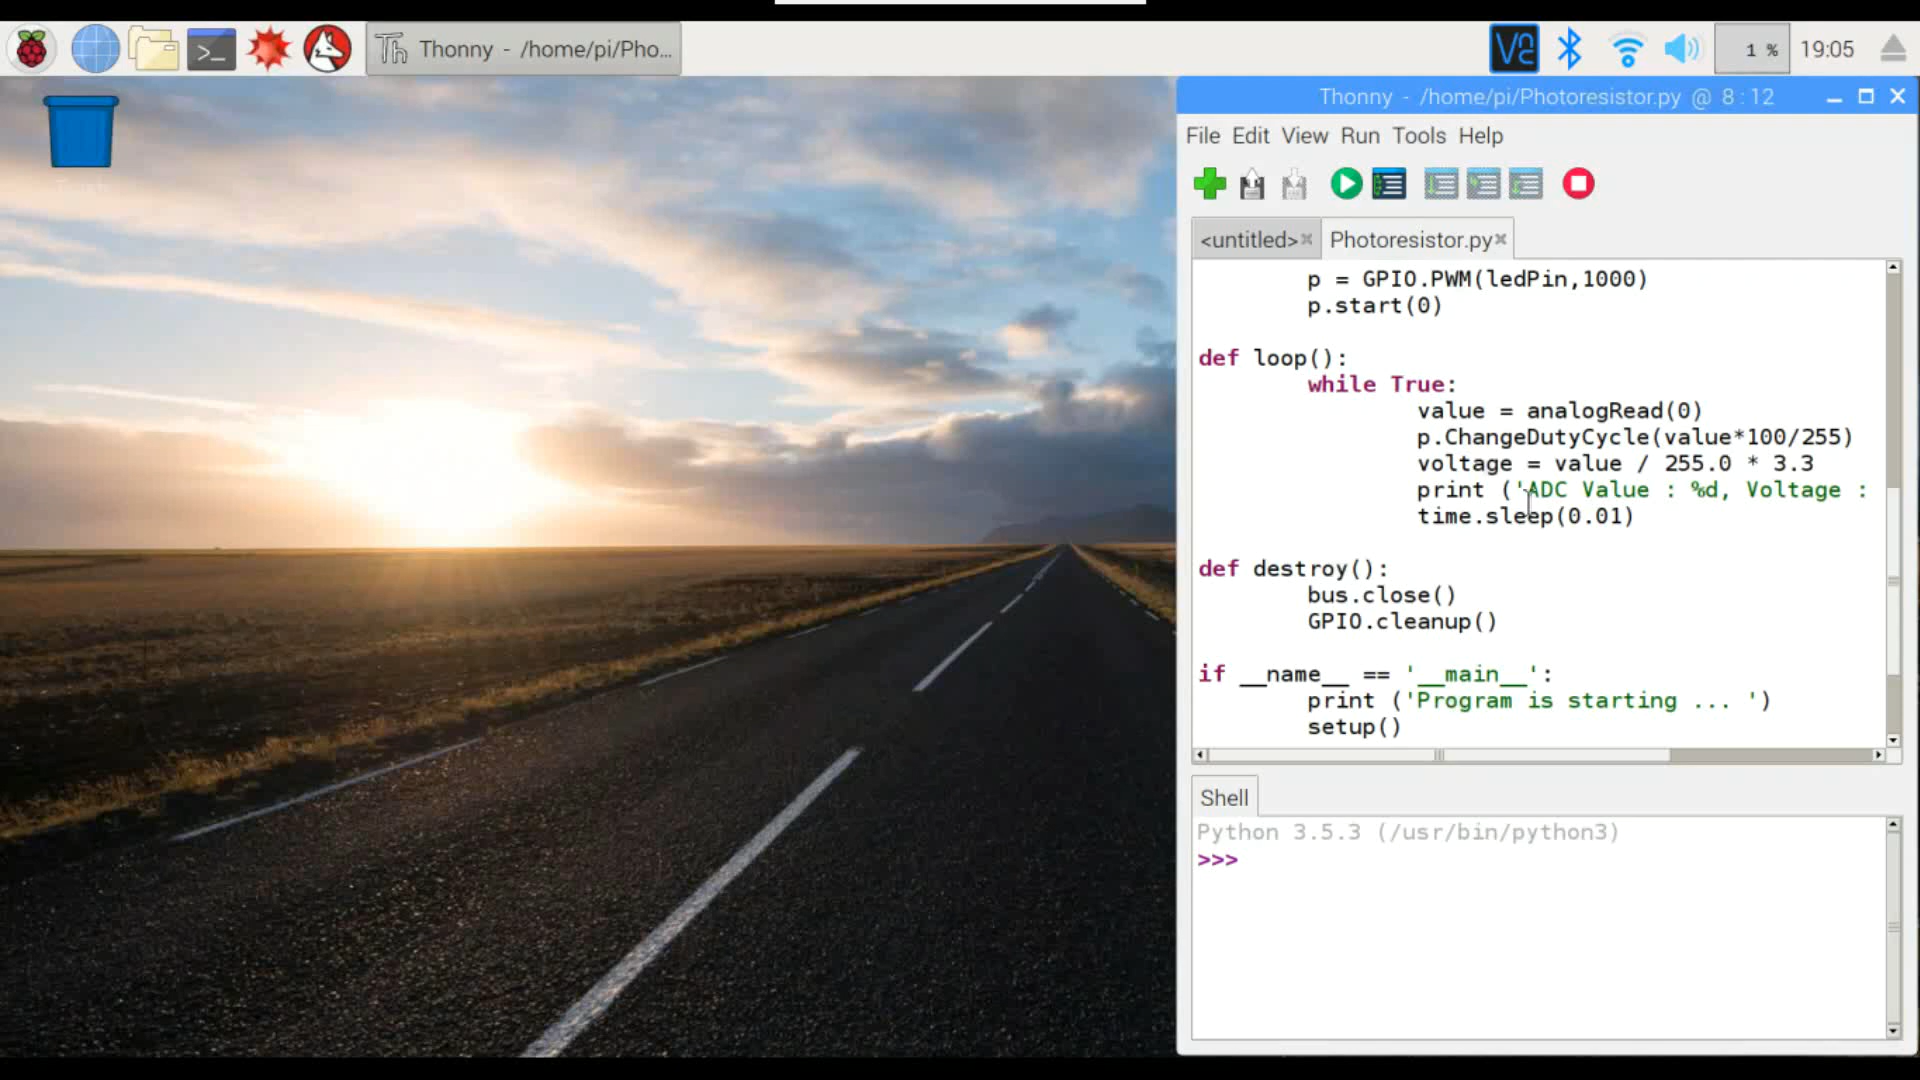 Thonny - /home/pi/Pho...
1 %
19:05
Thonny - /home/pi/Photoresistor.py @ 8 : 12
File Edit View Run Tools Help
<untitled>
Photoresistor.py
p = GPIO.PWM(ledPin,1000)
p.start(0)
def loop():
while True:
value = analogRead(0)
p.ChangeDutyCycle(value*100/255)
voltage = value / 255.0 * 3.3
print ('ADC Value : %d, Voltage :
time.sleep(0.01)
def destroy():
bus.close()
GPIO.cleanup()
if __name__ == '__main__':
print ('Program is starting ... ')
setup()
Shell
Python 3.5.3 (/usr/bin/python3)
>>>